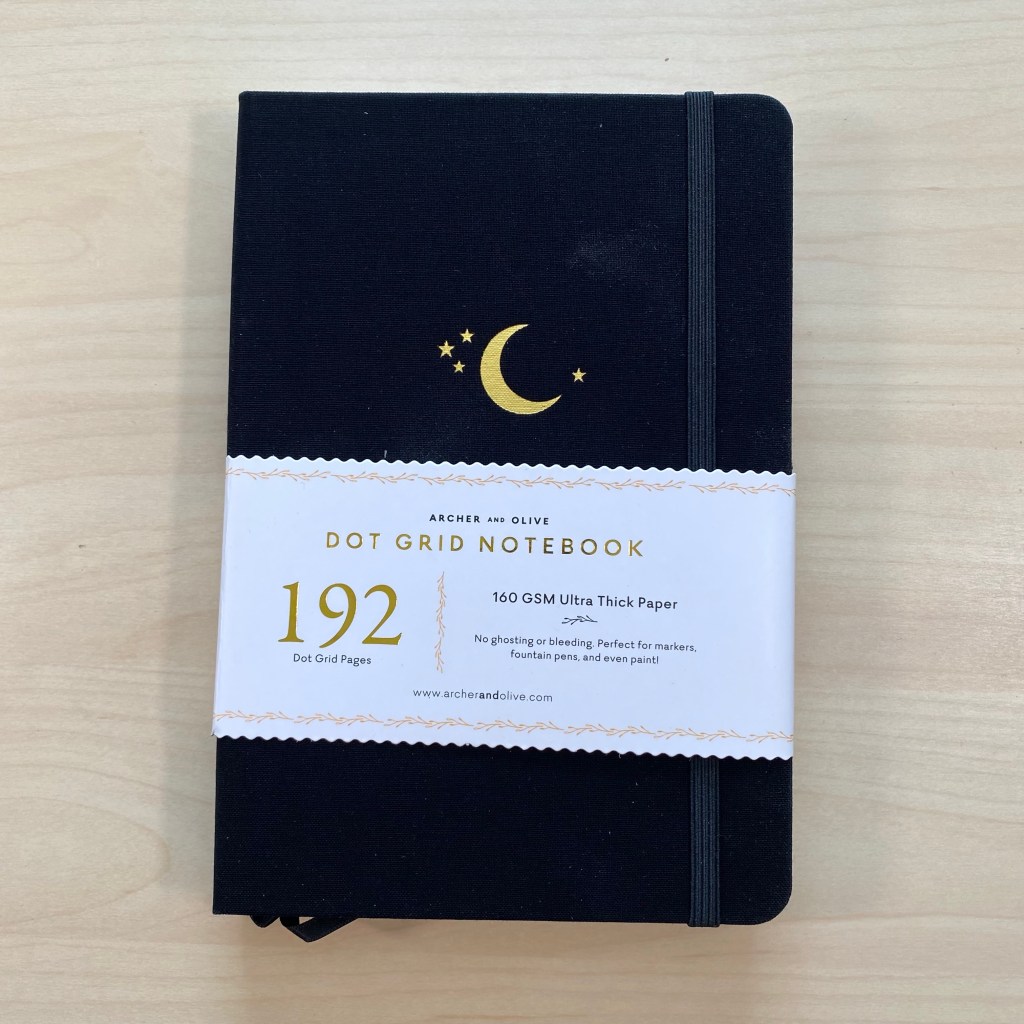 ARCHER AND OLIVE
DOT GRID NOTEBOOK
192
Dot Grid Pages
160 GSM Ultra Thick Paper
No ghosting or bleeding. Perfect for markers,
fountain pens, and even paint!
www.archerandolive.com